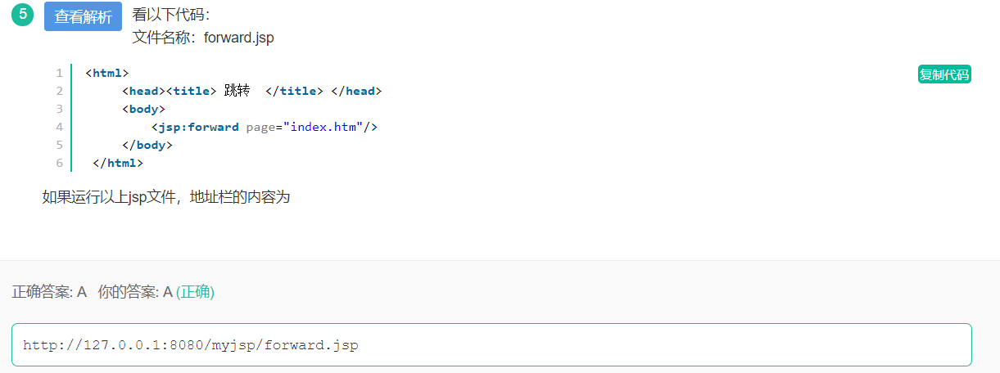 5 查看解析 看以下代码：
文件名称：forward.jsp
复制代码
1 <html>
2 <head><title> 跳转 </title> </head>
3 <body>
4 <jsp:forward page="index.htm"/>
5 </body>
6 </html>
如果运行以上jsp文件，地址栏的内容为
正确答案: A 你的答案: A (正确)
http://127.0.0.1:8080/myjsp/forward.jsp